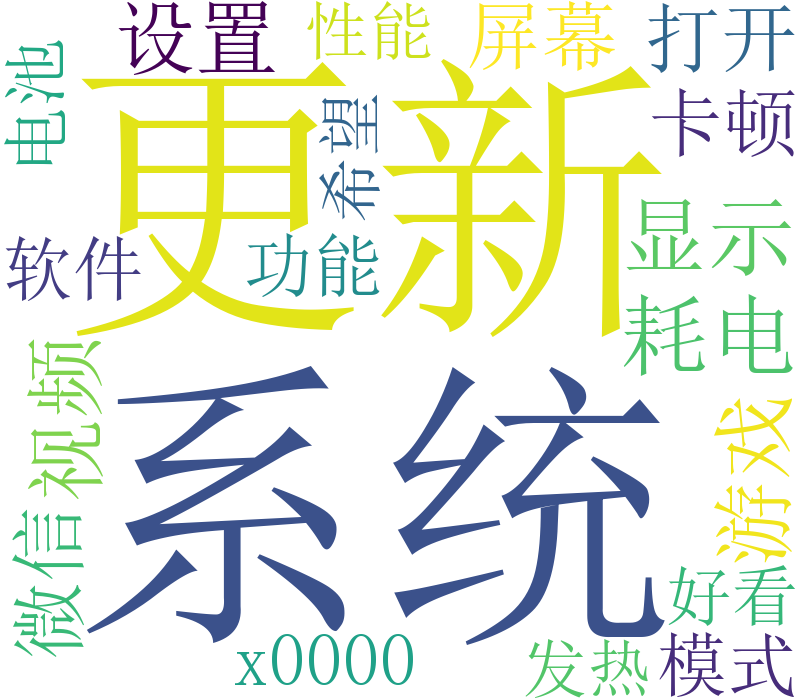 设置
性能
屏幕
打开
电池
更新
希望
卡顿
软件
功能
显示
耗电
视频
系统
游戏
微信
好看
x0000
发热
模式